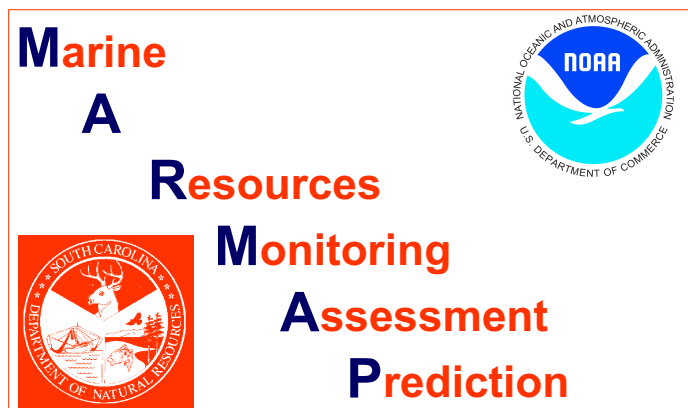 Marine
A
Resources
Monitoring
Assessment
Prediction
NATIONAL OCEANIC AND ATMOSPHERIC ADMINISTRATION
NOAA
U.S. DEPARTMENT OF COMMERCE
SOUTH CAROLINA
DEPARTMENT OF NATURAL RESOURCES